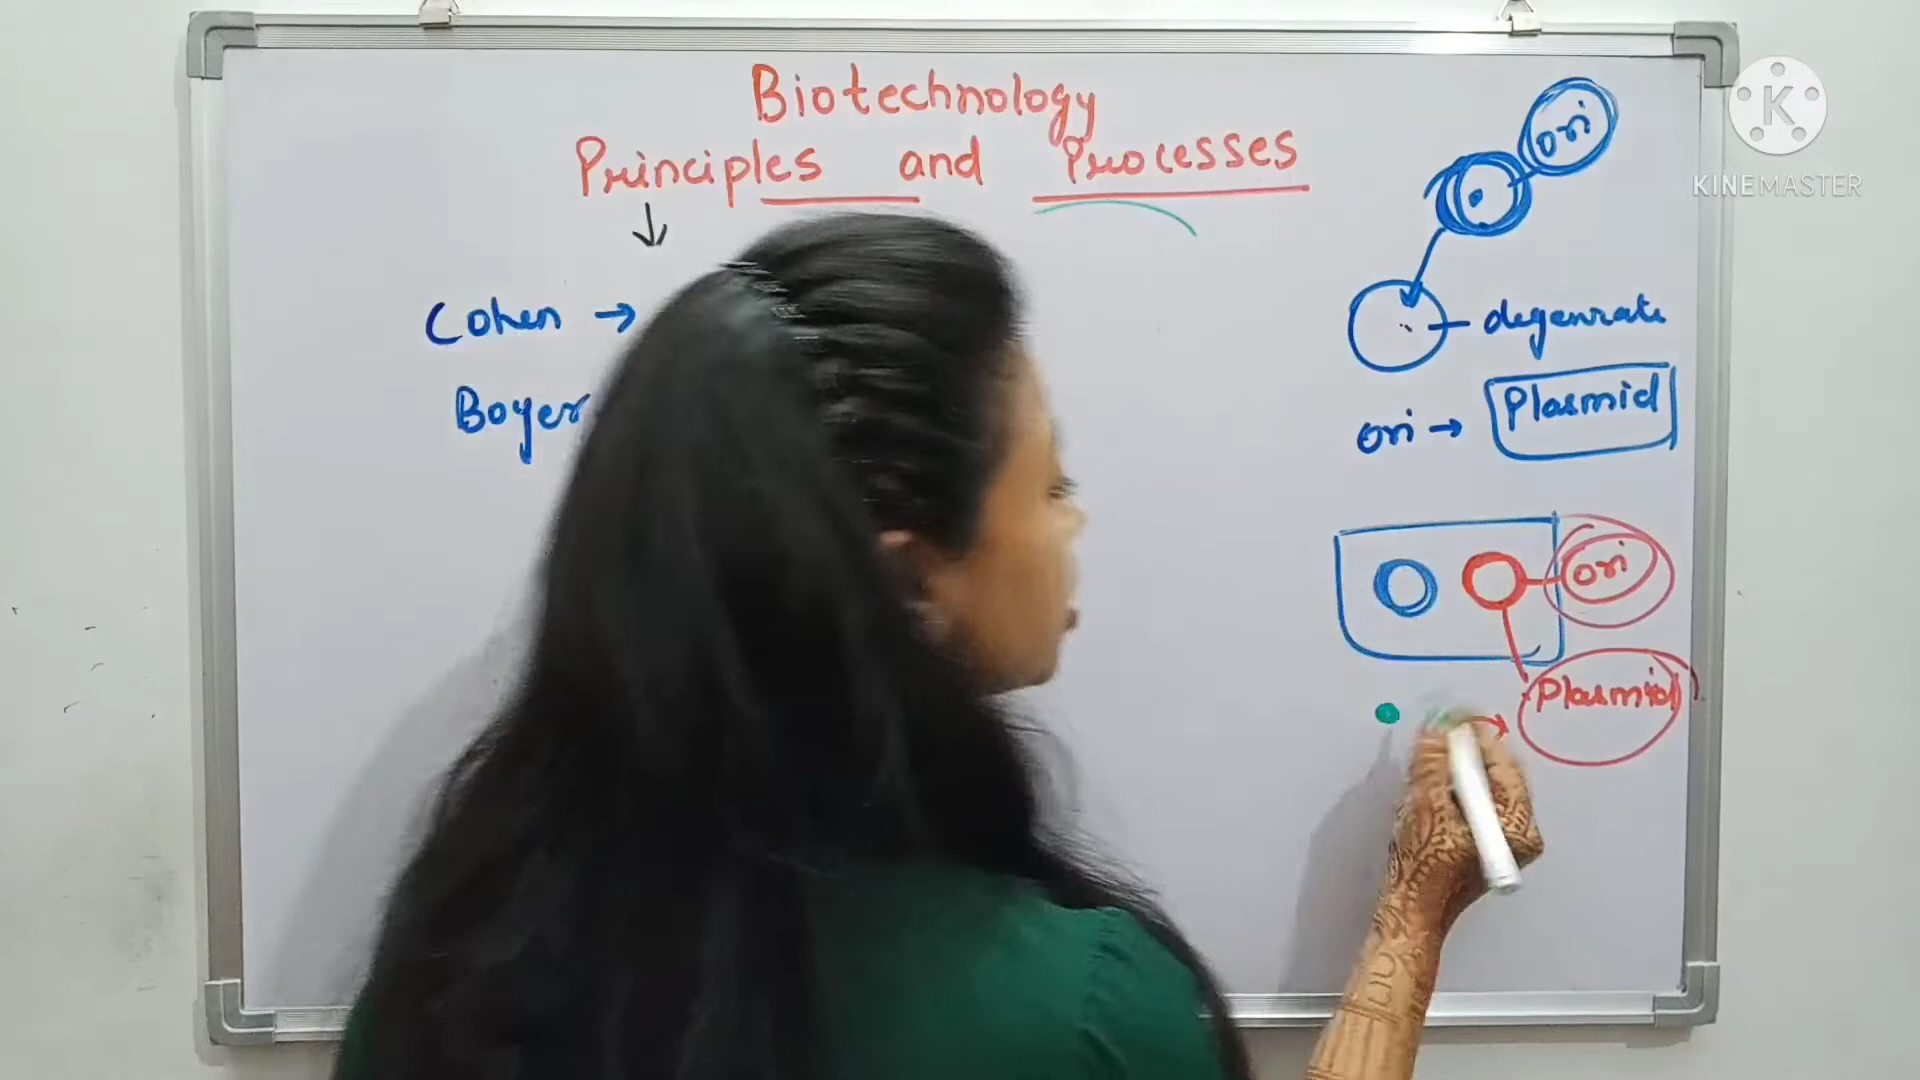 Biotechnology
Principles and Processes
Cohen →
Boyer
ori
degenrate
ori → Plasmid
ori
Plasmid
K
KINEMASTER